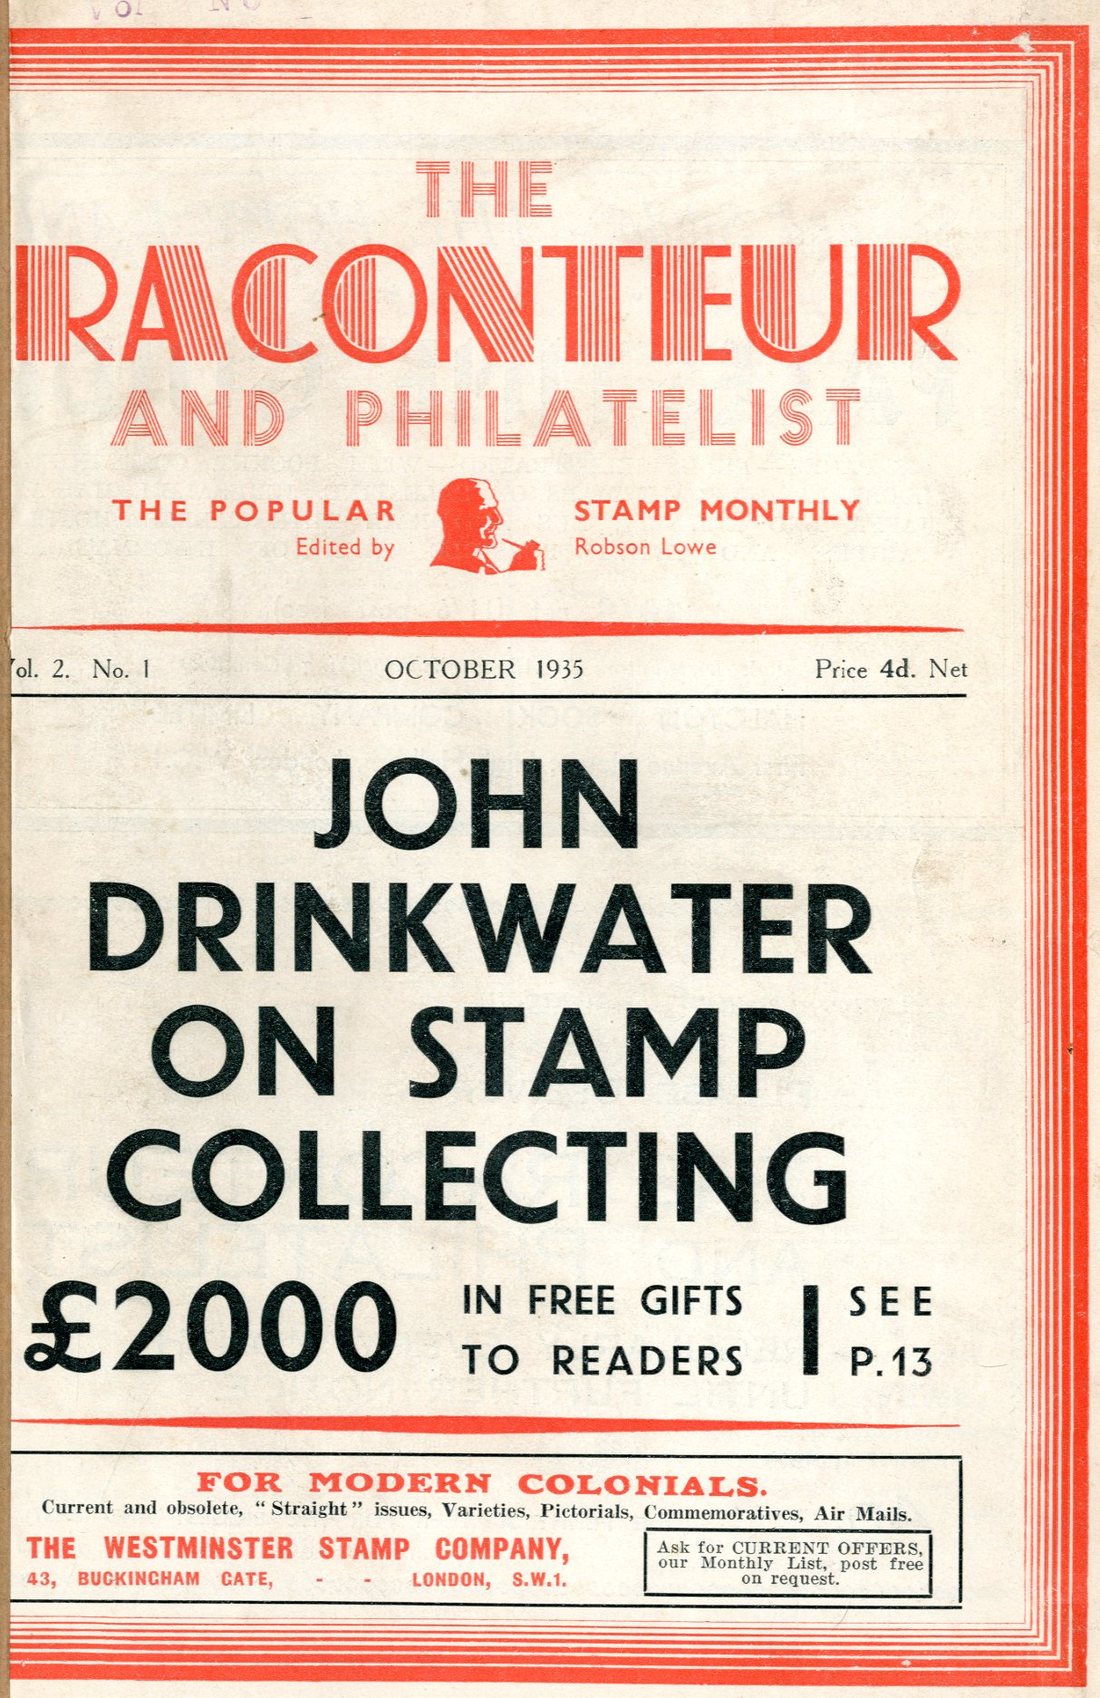 THE
RACONTEUR
AND PHILATELIST
THE POPULAR STAMP MONTHLY
Edited by Robson Lowe
ol. 2. No. 1 OCTOBER 1935 Price 4d. Net
JOHN
DRINKWATER
ON STAMP
COLLECTING
£2000 IN FREE GIFTS TO READERS SEE P.13
FOR MODERN COLONIALS.
Current and obsolete, "Straight" issues, Varieties, Pictorials, Commemoratives, Air Mails.
THE WESTMINSTER STAMP COMPANY,
43, BUCKINGHAM GATE, - - LONDON, S.W.1.
Ask for CURRENT OFFERS,
our Monthly List, post free
on request.